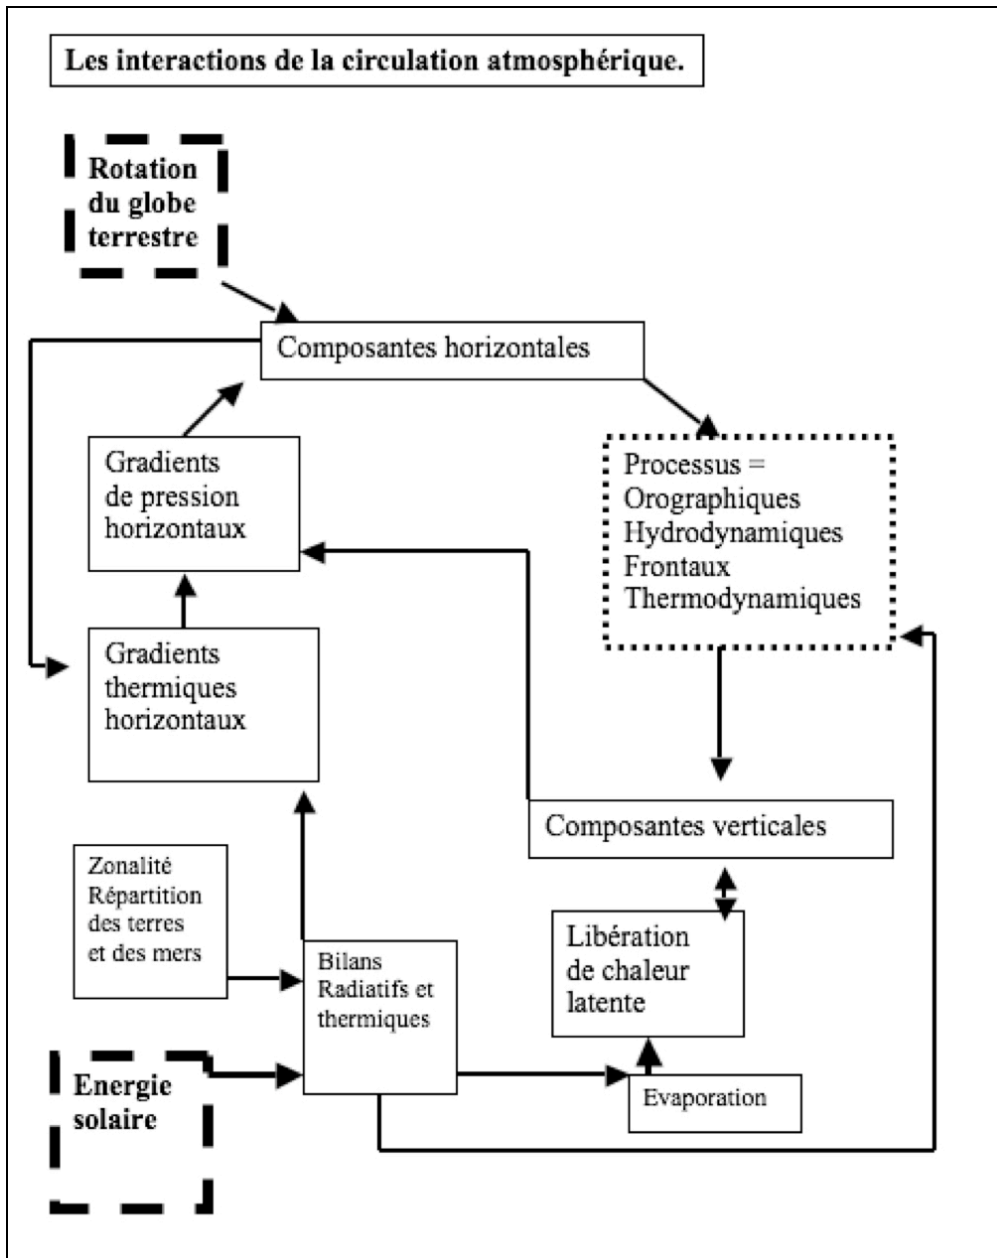 Les interactions de la circulation atmosphérique.
Rotation
du globe
terrestre
Composantes horizontales
Gradients
de pression
horizontaux
Processus =
Orographiques
Hydrodynamiques
Frontaux
Thermodynamiques
Gradients
thermiques
horizontaux
Composantes verticales
Zonalité
Répartition
des terres
et des mers
Libération
de chaleur
latente
Bilans
Radiatifs et
thermiques
Energie
solaire
Evaporation